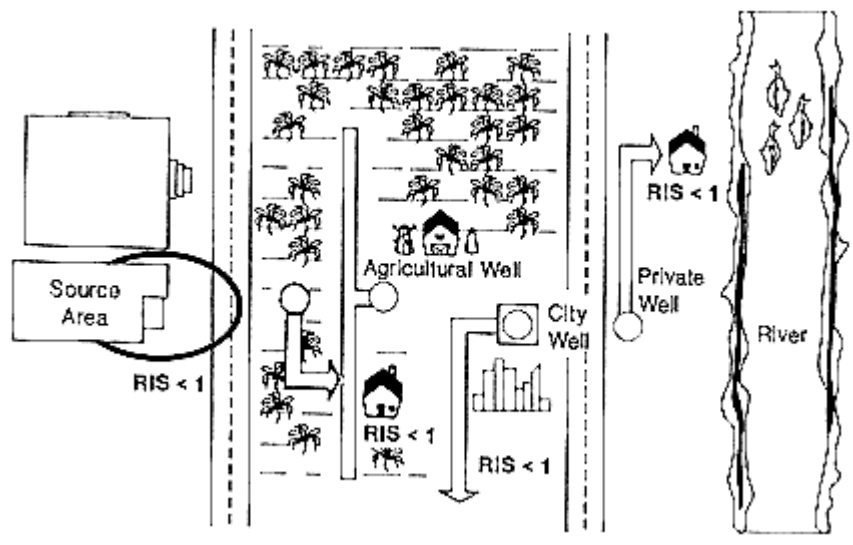 RIS < 1
Agricultural Well
Source
Area
Private
Well
City
Well
River
RIS < 1
RIS < 1
RIS < 1